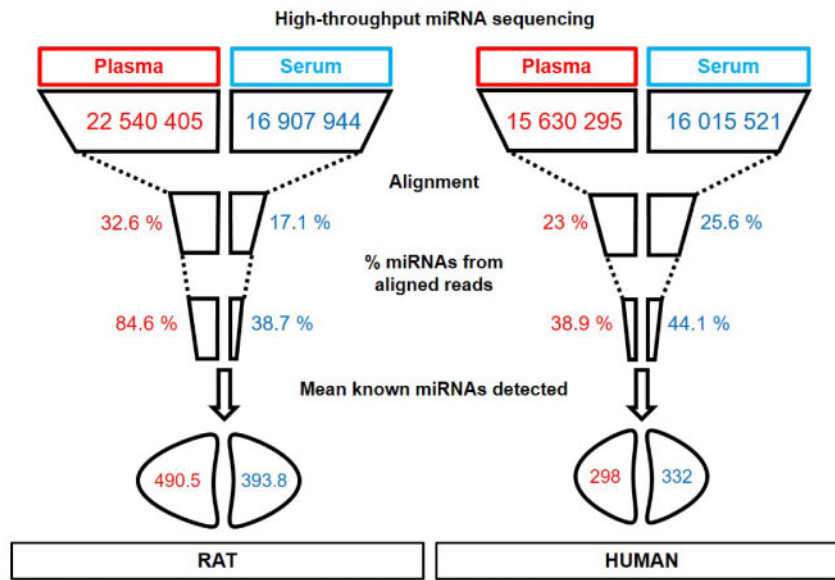 High-throughput miRNA sequencing
Plasma Serum Plasma Serum
22 540 405 16 907 944 15 630 295 16 015 521
Alignment
32.6 % 17.1 % 23 % 25.6 %
% miRNAs from
aligned reads
84.6 % 38.7 % 38.9 % 44.1 %
Mean known miRNAs detected
490.5 393.8 298 332
RAT HUMAN